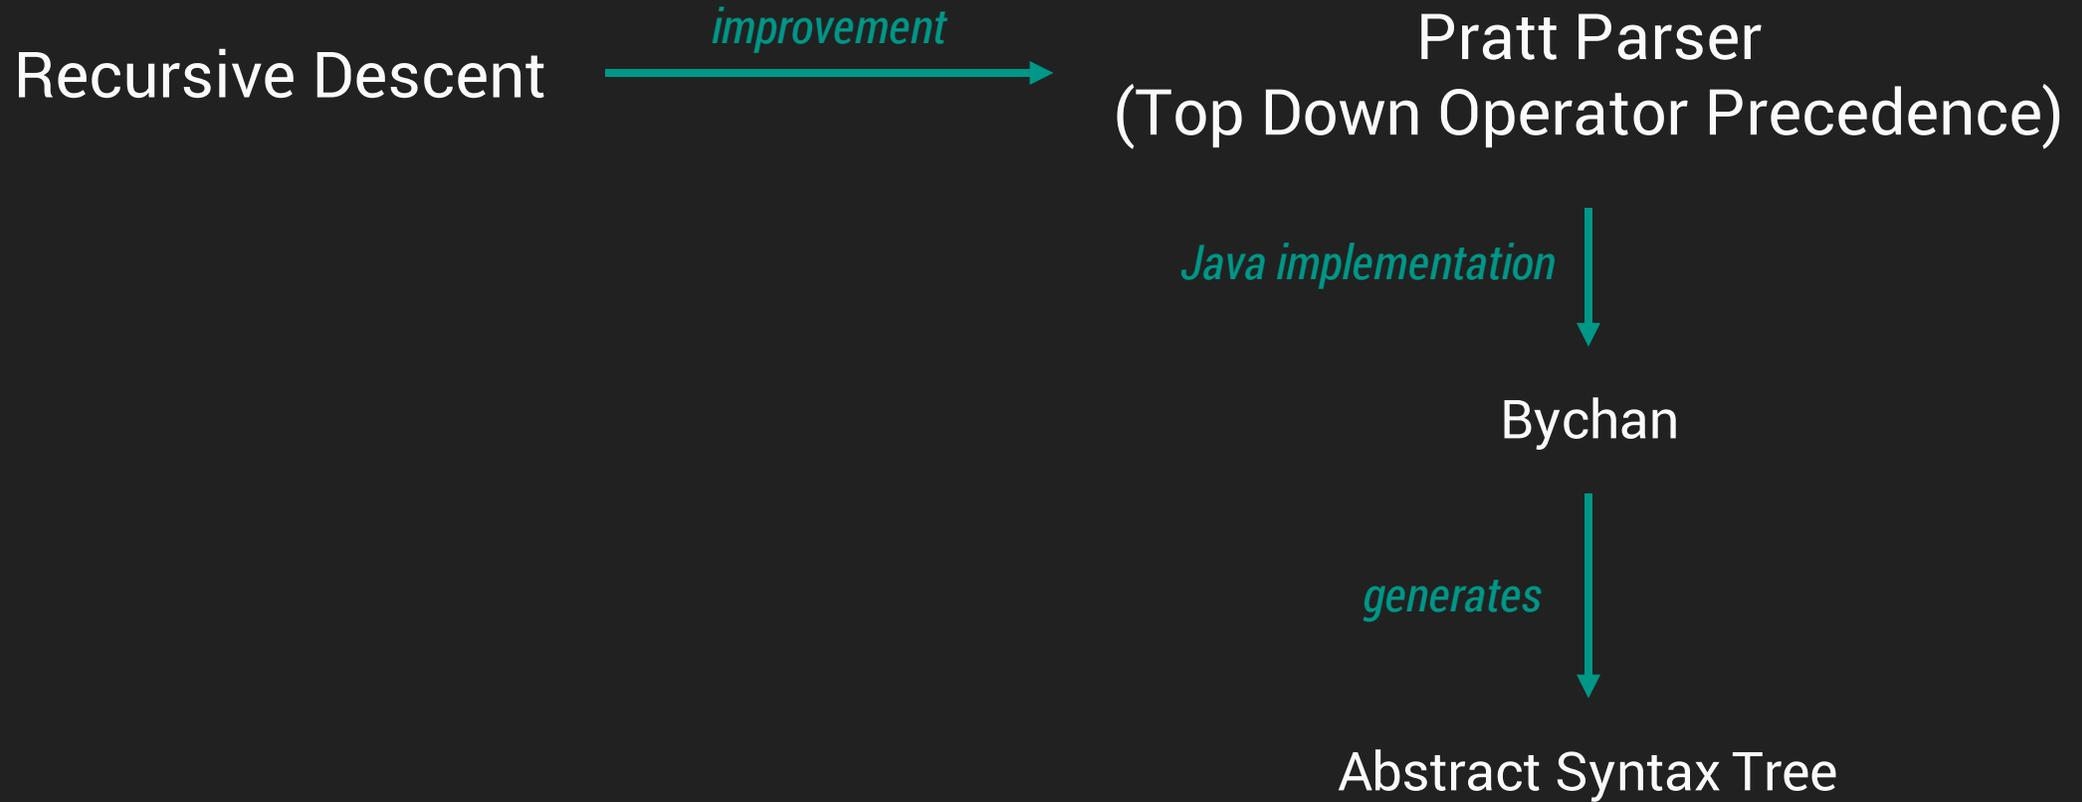 improvement
Recursive Descent
Pratt Parser
(Top Down Operator Precedence)
Java implementation
Bychan
generates
Abstract Syntax Tree